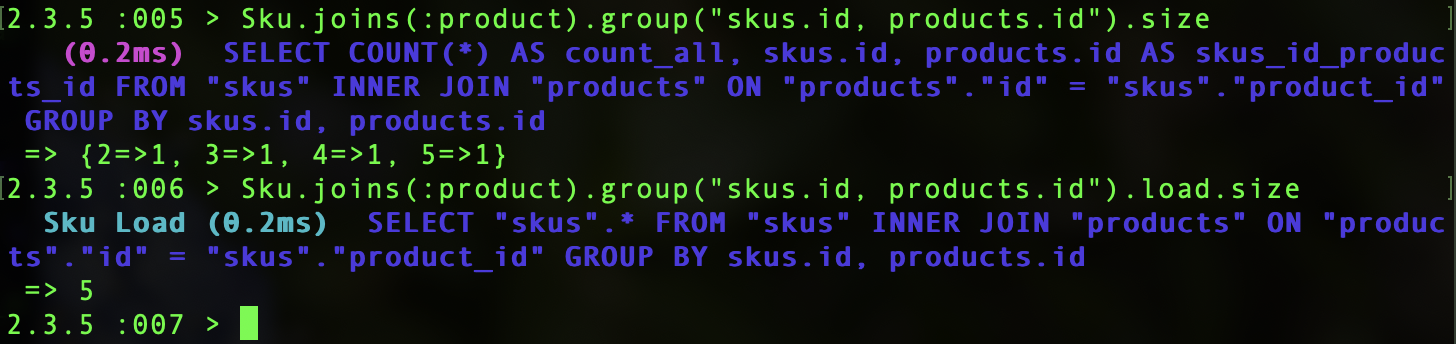 2.3.5 :005 > Sku.joins(:product).group("skus.id, products.id").size
(0.2ms)  SELECT COUNT(*) AS count_all, skus.id, products.id AS skus_id_produc
ts_id FROM "skus" INNER JOIN "products" ON "products"."id" = "skus"."product_id"
GROUP BY skus.id, products.id
=> {2=>1, 3=>1, 4=>1, 5=>1}
2.3.5 :006 > Sku.joins(:product).group("skus.id, products.id").load.size
Sku Load (0.2ms)  SELECT "skus".* FROM "skus" INNER JOIN "products" ON "produc
ts"."id" = "skus"."product_id" GROUP BY skus.id, products.id
=> 5
2.3.5 :007 >